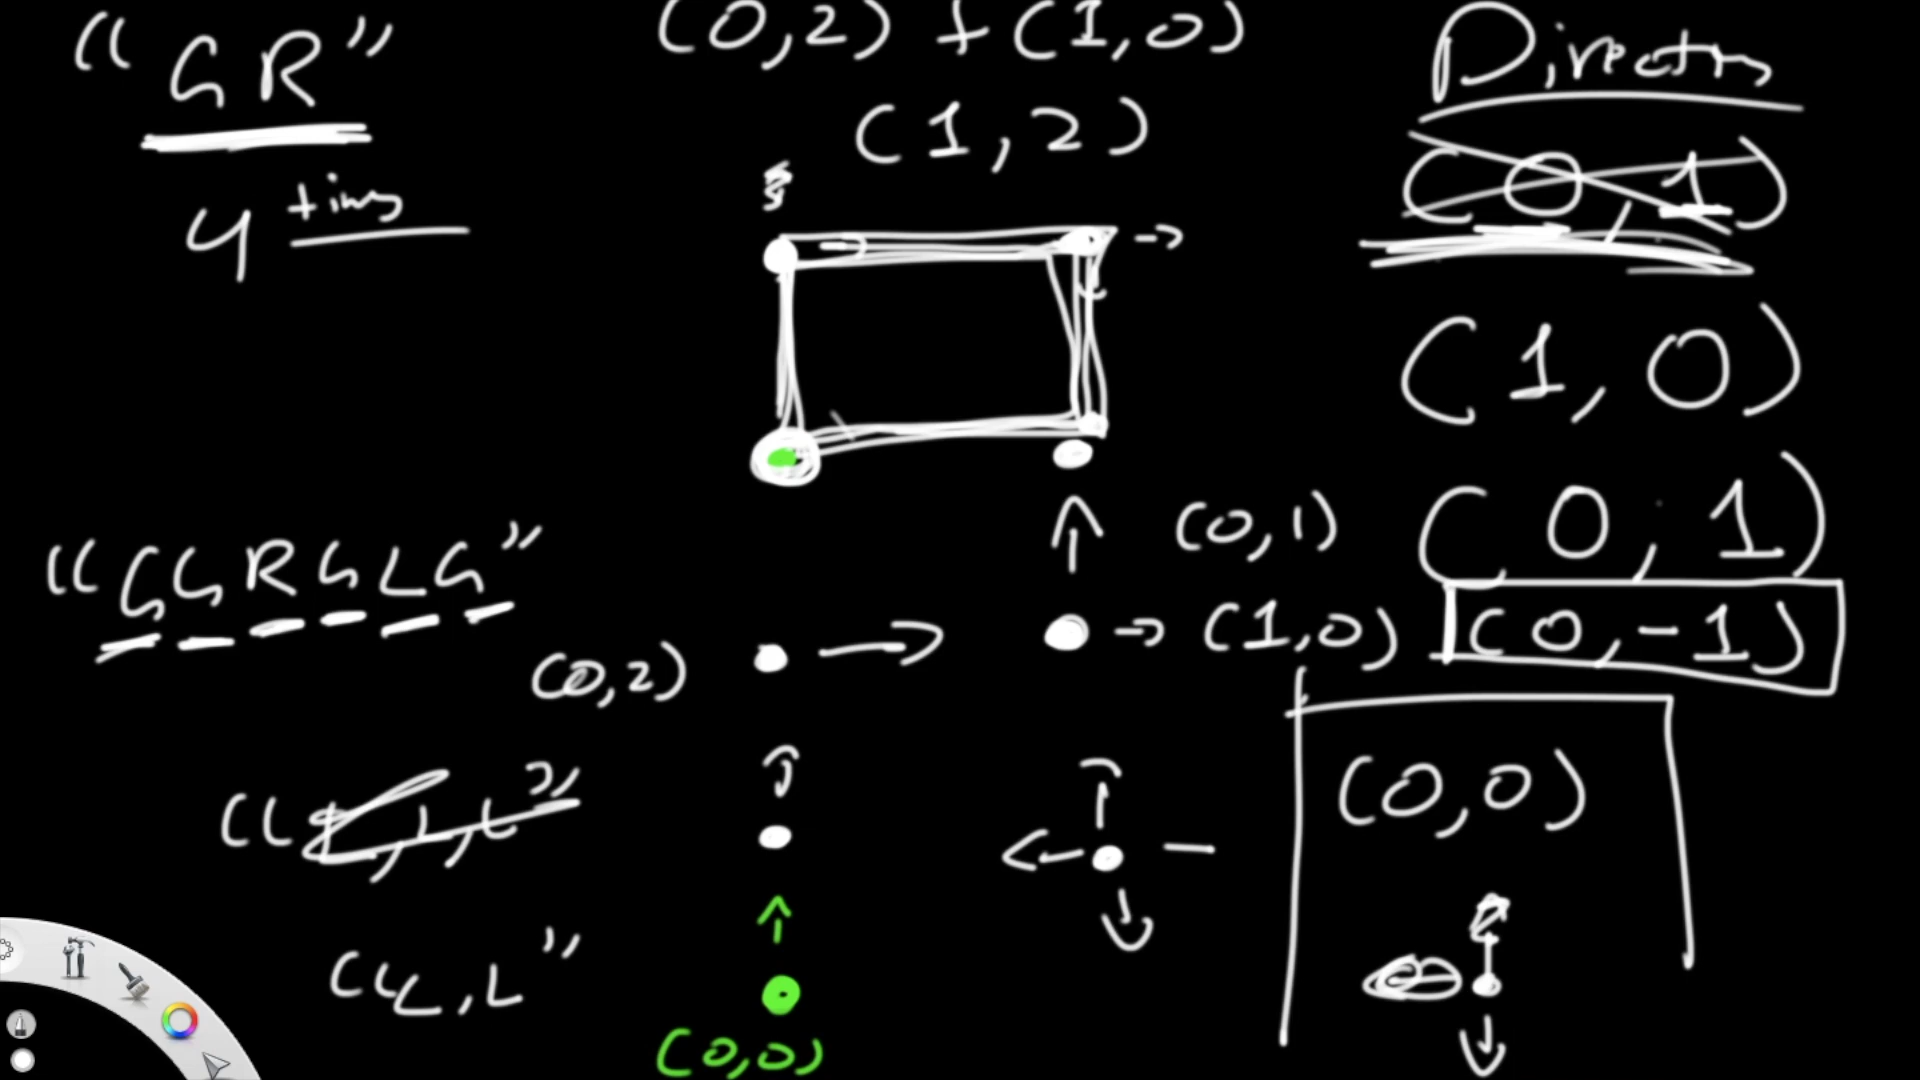 "GR"
4 times
(0,2) + (1,0)
(1,2)
Directions
(0,1)
(1,0)
(0,1)
(0,-1)
(0,1)
(1,0)
"GGRGLG"
(0,2)
(0,0)
"L,L"
(0,0)